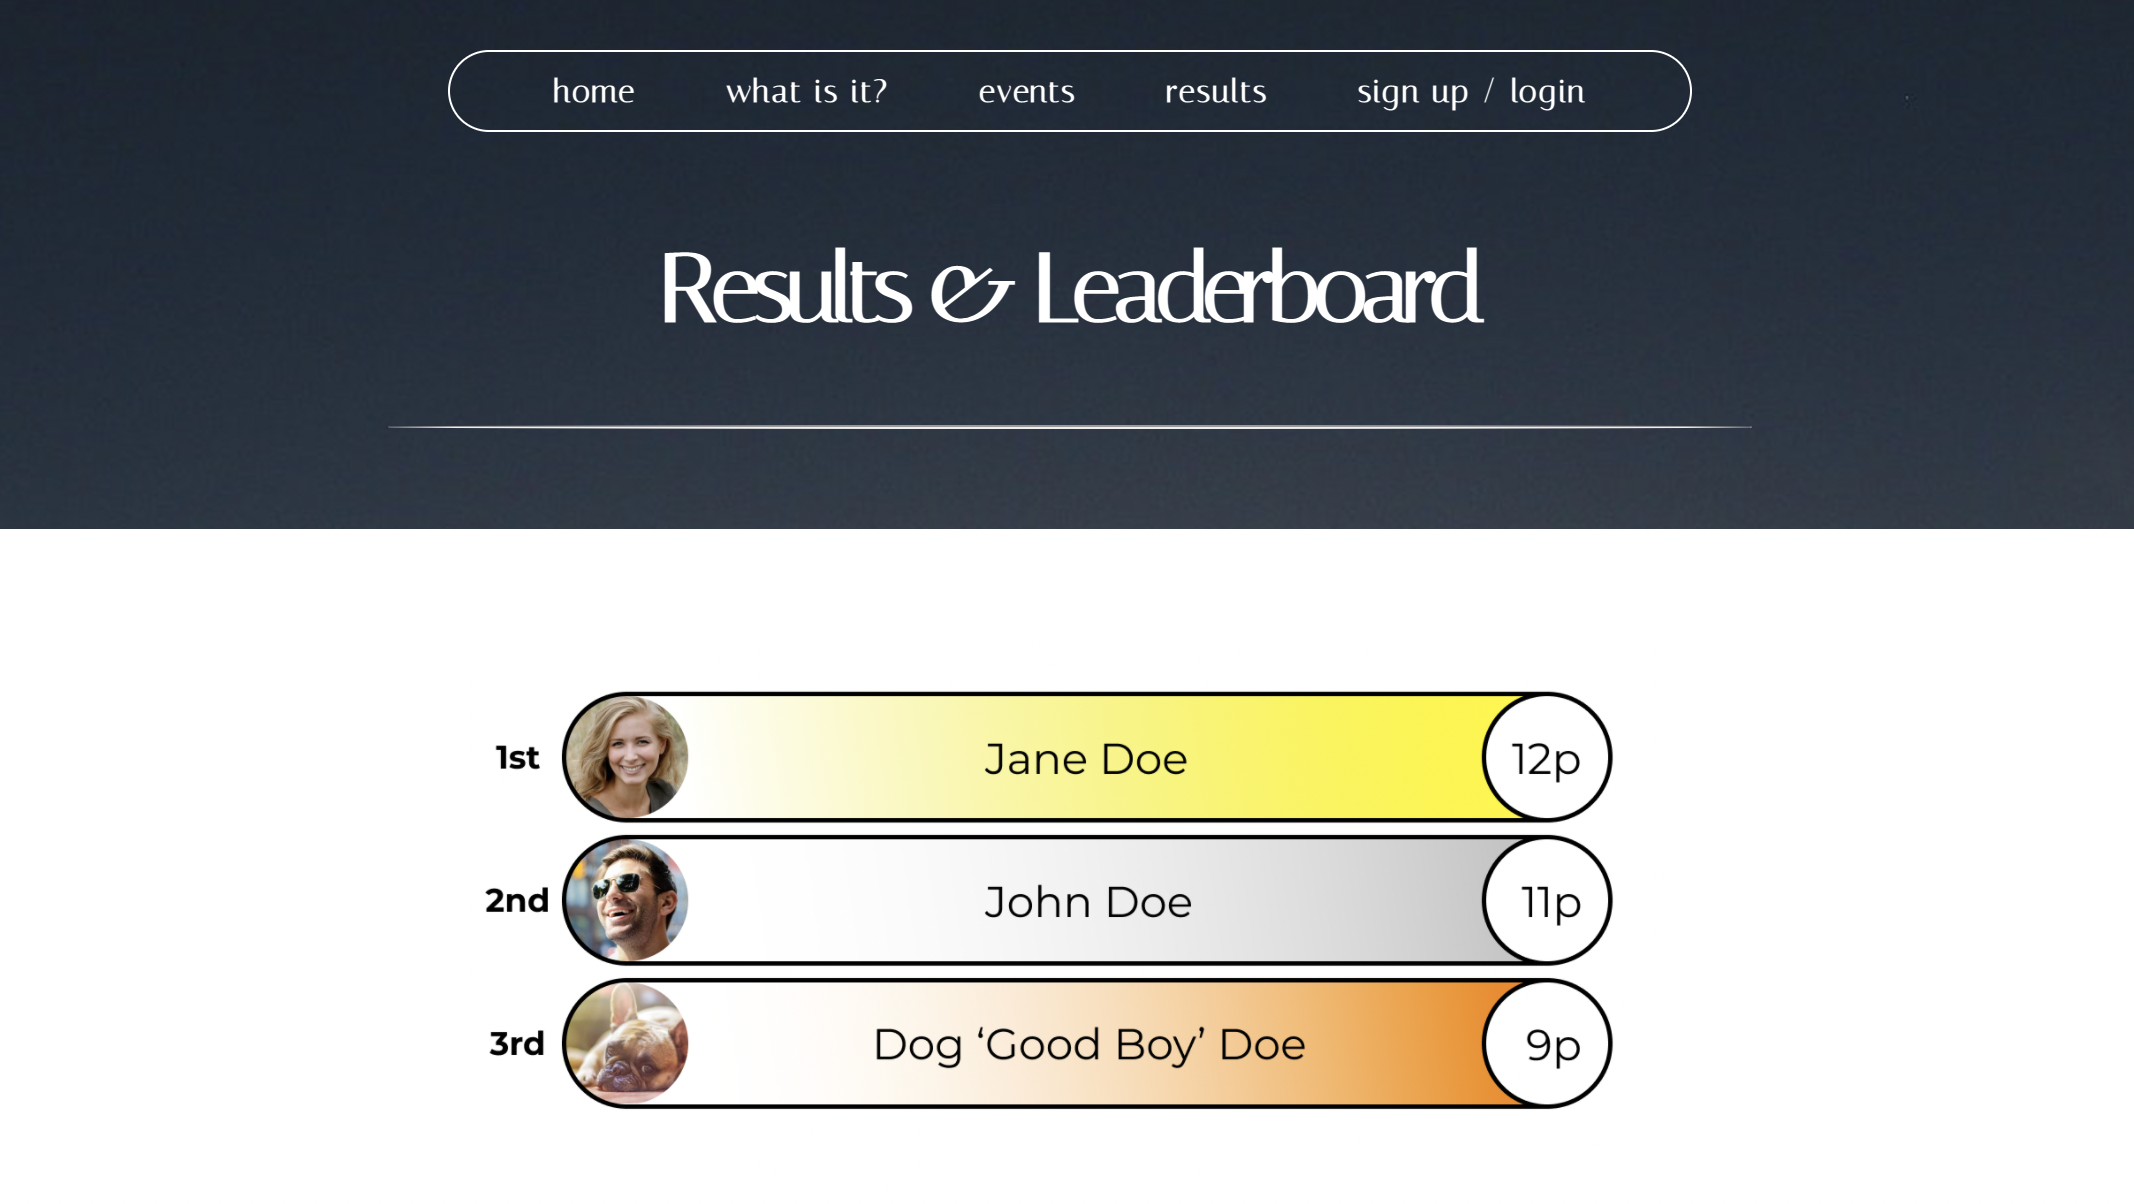 home what is it? events results sign up / login
Results & Leaderboard
1st Jane Doe 12p
2nd John Doe 11p
3rd Dog ‘Good Boy’ Doe 9p